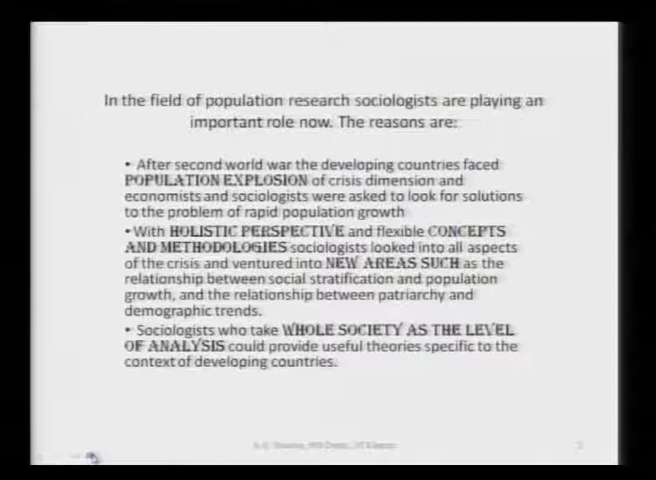 In the field of population research sociologists are playing an
important role now. The reasons are:
• After second world war the developing countries faced
POPULATION EXPLOSION of crisis dimension and
economists and sociologists were asked to look for solutions
to the problem of rapid population growth
• With HOLISTIC PERSPECTIVE and flexible CONCEPTS
AND METHODOLOGIES sociologists looked into all aspects
of the crisis and ventured into NEW AREAS SUCH as the
relationship between social stratification and population
growth, and the relationship between patriarchy and
demographic trends.
• Sociologists who take WHOLE SOCIETY AS THE LEVEL
OF ANALYSIS could provide useful theories specific to the
context of developing countries.